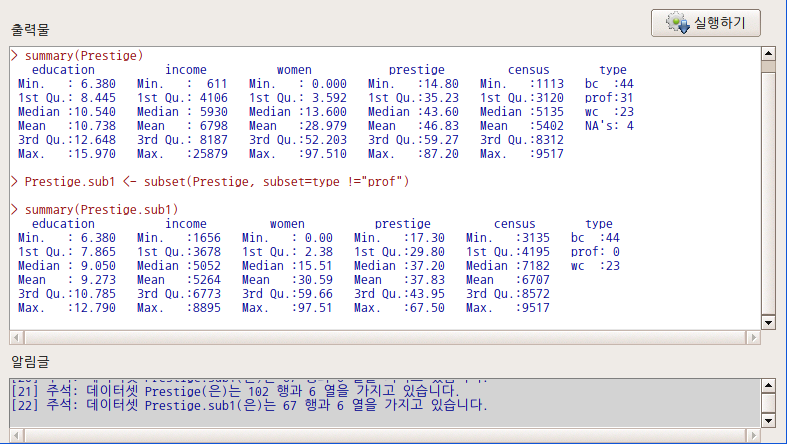 실행하기
출력물
> summary(Prestige)
education income women prestige census type
Min. : 6.380 Min. : 611 Min. : 0.000 Min. :14.80 Min. :1113 bc :44
1st Qu.: 8.445 1st Qu.: 4106 1st Qu.: 3.592 1st Qu.:35.23 1st Qu.:3120 prof:31
Median :10.540 Median : 5930 Median :13.600 Median :43.60 Median :5135 wc :23
Mean :10.738 Mean : 6798 Mean :28.979 Mean :46.83 Mean :5402 NA's: 4
3rd Qu.:12.648 3rd Qu.: 8187 3rd Qu.:52.203 3rd Qu.:59.27 3rd Qu.:8312
Max. :15.970 Max. :25879 Max. :97.510 Max. :87.20 Max. :9517
> Prestige.sub1 <- subset(Prestige, subset=type !="prof")
> summary(Prestige.sub1)
education income women prestige census type
Min. : 6.380 Min. :1656 Min. : 0.00 Min. :17.30 Min. :3135 bc :44
1st Qu.: 7.865 1st Qu.:3678 1st Qu.: 2.38 1st Qu.:29.80 1st Qu.:4195 prof: 0
Median : 9.050 Median :5052 Median :15.51 Median :37.20 Median :7182 wc :23
Mean : 9.273 Mean :5264 Mean :30.59 Mean :37.83 Mean :6707
3rd Qu.:10.785 3rd Qu.:6773 3rd Qu.:59.66 3rd Qu.:43.95 3rd Qu.:8572
Max. :12.790 Max. :8895 Max. :97.51 Max. :67.50 Max. :9517
알림글
[21] 주석: 데이터셋 Prestige(은)는 102 행과 6 열을 가지고 있습니다.
[22] 주석: 데이터셋 Prestige.sub1(은)는 67 행과 6 열을 가지고 있습니다.